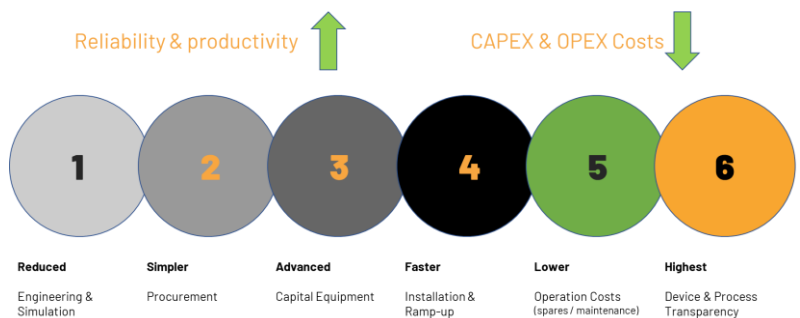 Reliability & productivity
CAPEX & OPEX Costs
1
2
3
4
5
6
Reduced
Engineering &
Simulation
Simpler
Procurement
Advanced
Capital Equipment
Faster
Installation &
Ramp-up
Lower
Operation Costs
(spares / maintenance)
Highest
Device & Process
Transparency